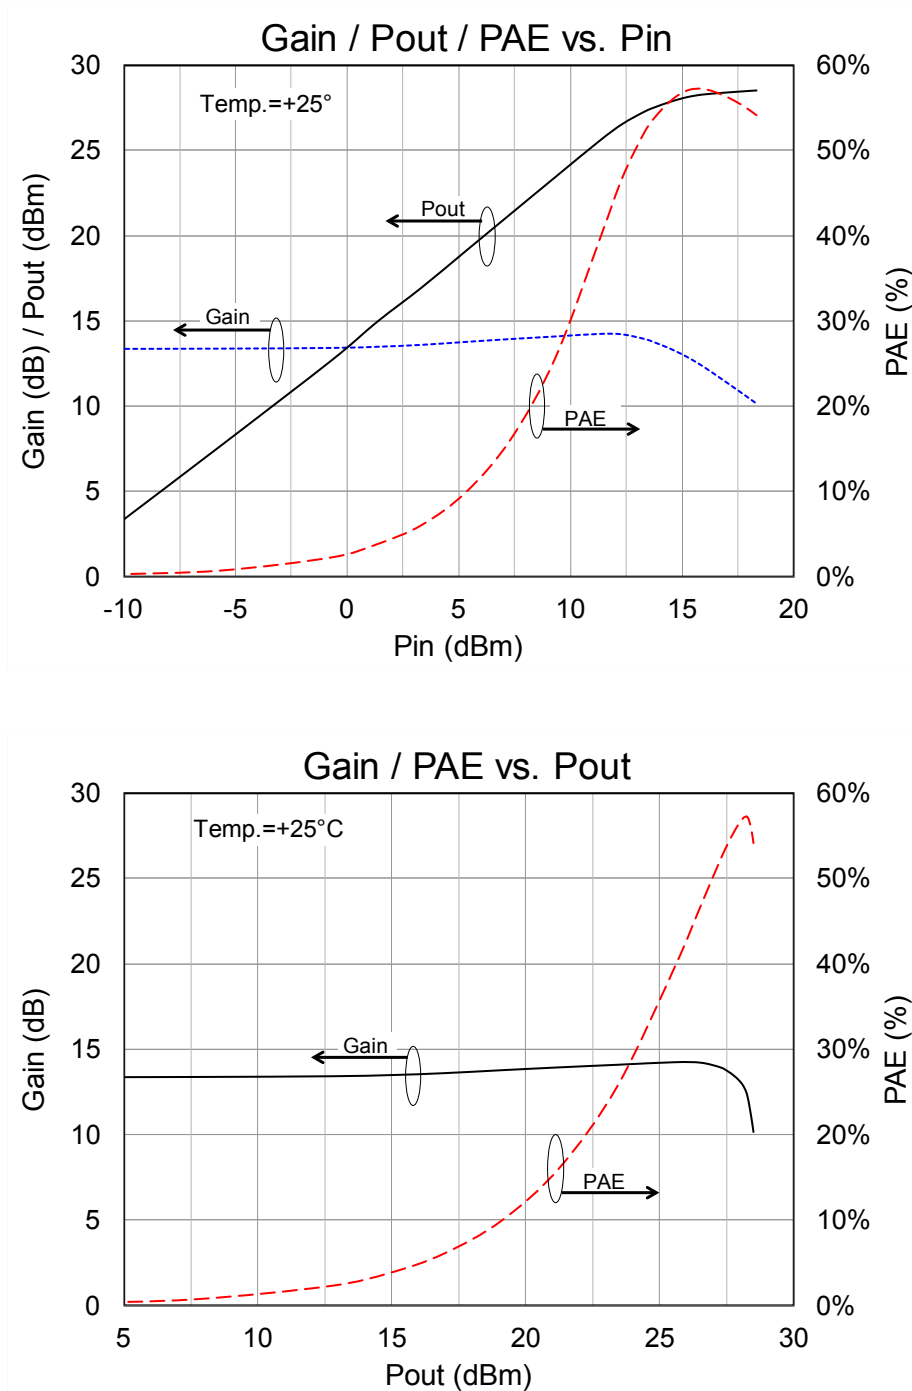 Gain / Pout / PAE vs. Pin
30
25
20
15
10
5
0
60%
50%
40%
30%
20%
10%
0%
Temp.=+25°
Pout
Gain
PAE
Gain (dB) / Pout (dBm)
PAE (%)
-10 -5 0 5 10 15 20
Pin (dBm)
Gain / PAE vs. Pout
30
25
20
15
10
5
0
60%
50%
40%
30%
20%
10%
0%
Temp.=+25°C
Gain
PAE
Gain (dB)
PAE (%)
5 10 15 20 25 30
Pout (dBm)